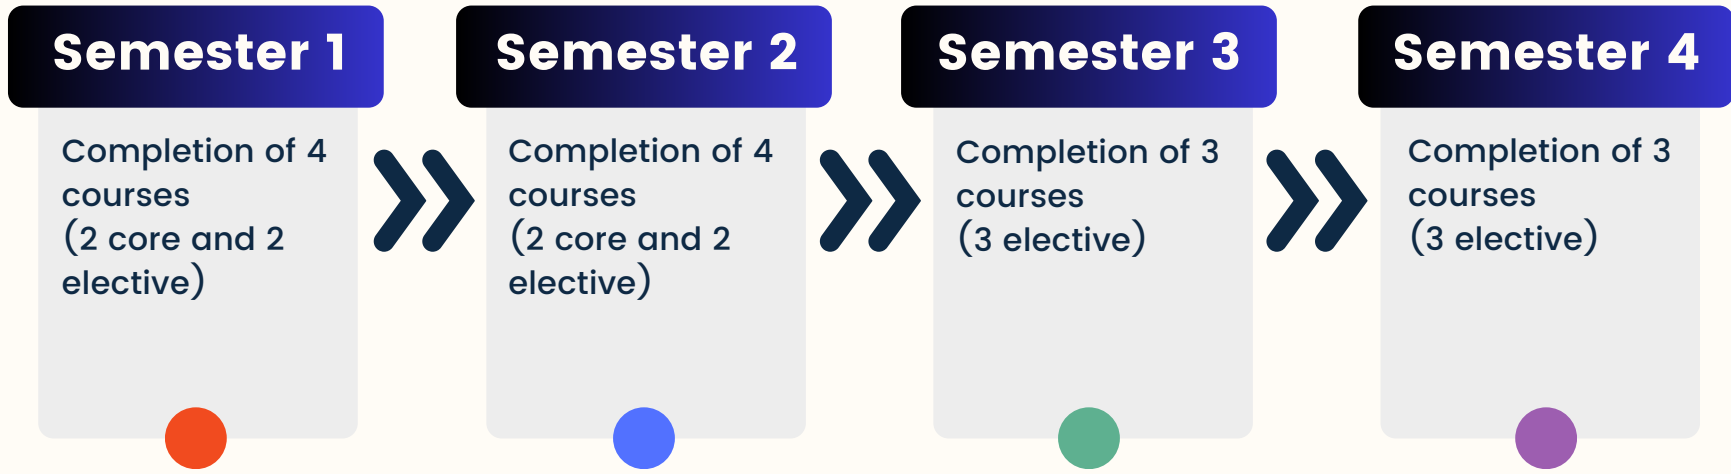 Semester 1
Completion of 4
courses
(2 core and 2
elective)
Semester 2
Completion of 4
courses
(2 core and 2
elective)
Semester 3
Completion of 3
courses
(3 elective)
Semester 4
Completion of 3
courses
(3 elective)